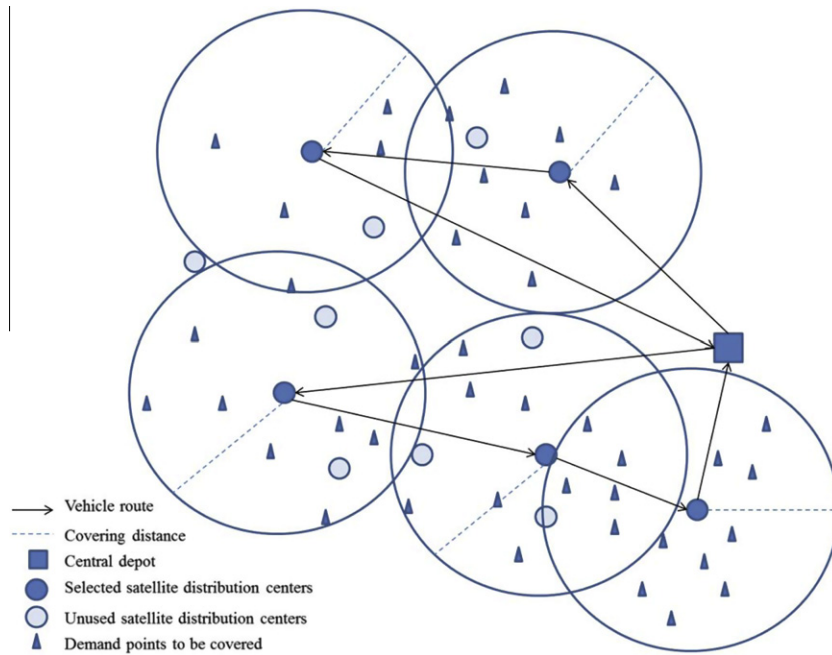 Vehicle route
Covering distance
Central depot
Selected satellite distribution centers
Unused satellite distribution centers
Demand points to be covered